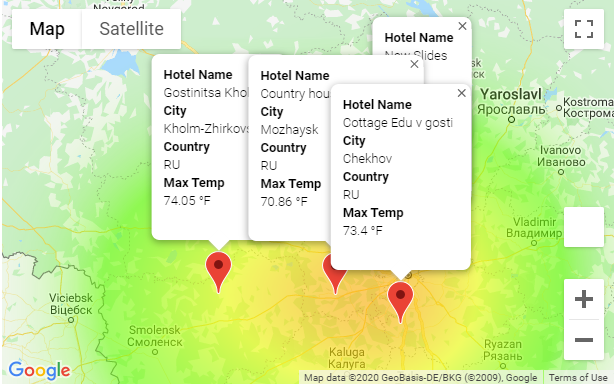 Novgorod
Map
Satellite
Hotel Name
New Slides
Hotel Name
Gostinitsa
City
Kholm-Zhirkovs
Country
RU
Max Temp
74.05 °F
Hotel Name
Country
City
Mozhaysk
Country
RU
Max Temp
70.86 °F
Hotel Name
Cottage Edu v gosti
City
Chekhov
Country
RU
Max Temp
73.4 °F
Yaroslavl
Ярославль
Kostroma
Кострома
Ivanovo
Иваново
Vladimir
Владимир
Viciebsk
Віцебск
Smolensk
Смоленск
Kaluga
Калуга
Ryazan
Рязань
Google
Map data ©2020 GeoBasis-DE/BKG (©2009), Google
Terms of Use